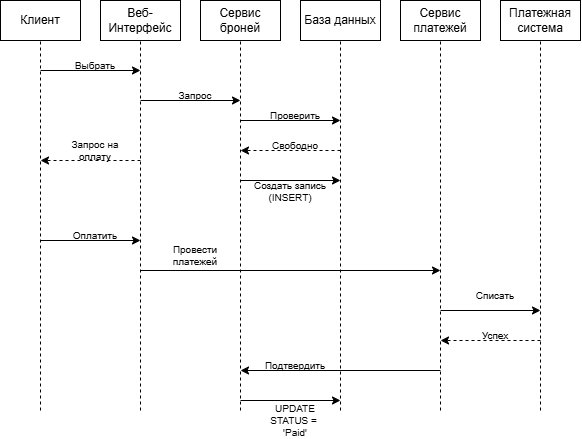 Клиент
Веб-
Интерфейс
Сервис
броней
База данных
Сервис
платежей
Платежная
система
Выбрать
Запрос
Проверить
Запрос на
оплату
Свободно
Создать запись
(INSERT)
Оплатить
Провести
платежей
Списать
Успех
Подтвердить
UPDATE
STATUS =
'Paid'